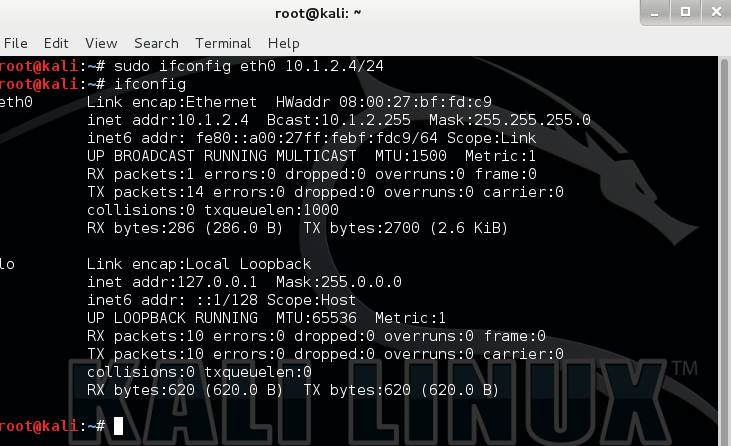 root@kali: ~
File Edit View Search Terminal Help
root@kali:~# sudo ifconfig eth0 10.1.2.4/24
root@kali:~# ifconfig
eth0 Link encap:Ethernet HWaddr 08:00:27:bf:fd:c9
inet addr:10.1.2.4 Bcast:10.1.2.255 Mask:255.255.255.0
inet6 addr: fe80::a00:27ff:febf:fdc9/64 Scope:Link
UP BROADCAST RUNNING MULTICAST MTU:1500 Metric:1
RX packets:1 errors:0 dropped:0 overruns:0 frame:0
TX packets:14 errors:0 dropped:0 overruns:0 carrier:0
collisions:0 txqueuelen:1000
RX bytes:286 (286.0 B) TX bytes:2700 (2.6 KiB)
lo Link encap:Local Loopback
inet addr:127.0.0.1 Mask:255.0.0.0
inet6 addr: ::1/128 Scope:Host
UP LOOPBACK RUNNING MTU:65536 Metric:1
RX packets:10 errors:0 dropped:0 overruns:0 frame:0
TX packets:10 errors:0 dropped:0 overruns:0 carrier:0
collisions:0 txqueuelen:0
RX bytes:620 (620.0 B) TX bytes:620 (620.0 B)
root@kali:~#
KALI LINUX™